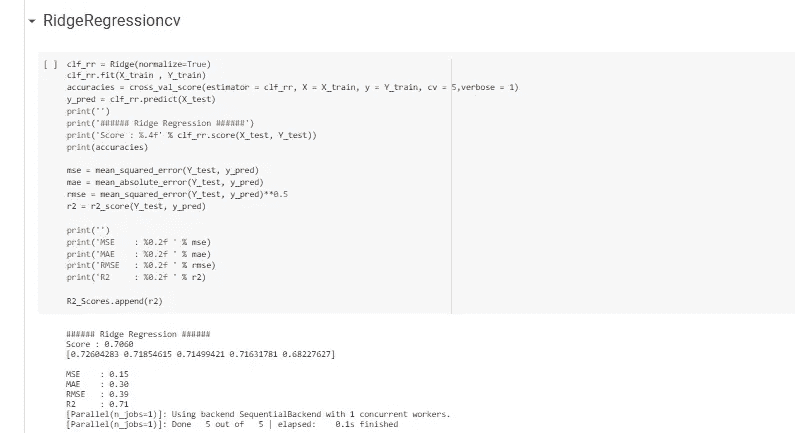 RidgeRegressioncv
[ ] clf_rr = Ridge(normalize=True)
clf_rr.fit(X_train , Y_train)
accuracies = cross_val_score(estimator = clf_rr, X = X_train, y = Y_train, cv = 5,verbose = 1)
y_pred = clf_rr.predict(X_test)
print('')
print('###### Ridge Regression ######')
print('Score : %.4f' % clf_rr.score(X_test, Y_test))
print(accuracies)
mse = mean_squared_error(Y_test, y_pred)
mae = mean_absolute_error(Y_test, y_pred)
rmse = mean_squared_error(Y_test, y_pred)**0.5
r2 = r2_score(Y_test, y_pred)
print('')
print('MSE    : %0.2f ' % mse)
print('MAE    : %0.2f ' % mae)
print('RMSE   : %0.2f ' % rmse)
print('R2     : %0.2f ' % r2)
R2_Scores.append(r2)
###### Ridge Regression ######
Score : 0.7060
[0.72604283 0.71854615 0.71499421 0.71631781 0.68227627]
MSE    : 0.15
MAE    : 0.30
RMSE   : 0.39
R2     : 0.71
[Parallel(n_jobs=1)]: Using backend SequentialBackend with 1 concurrent workers.
[Parallel(n_jobs=1)]: Done   5 out of   5 | elapsed:    0.1s finished